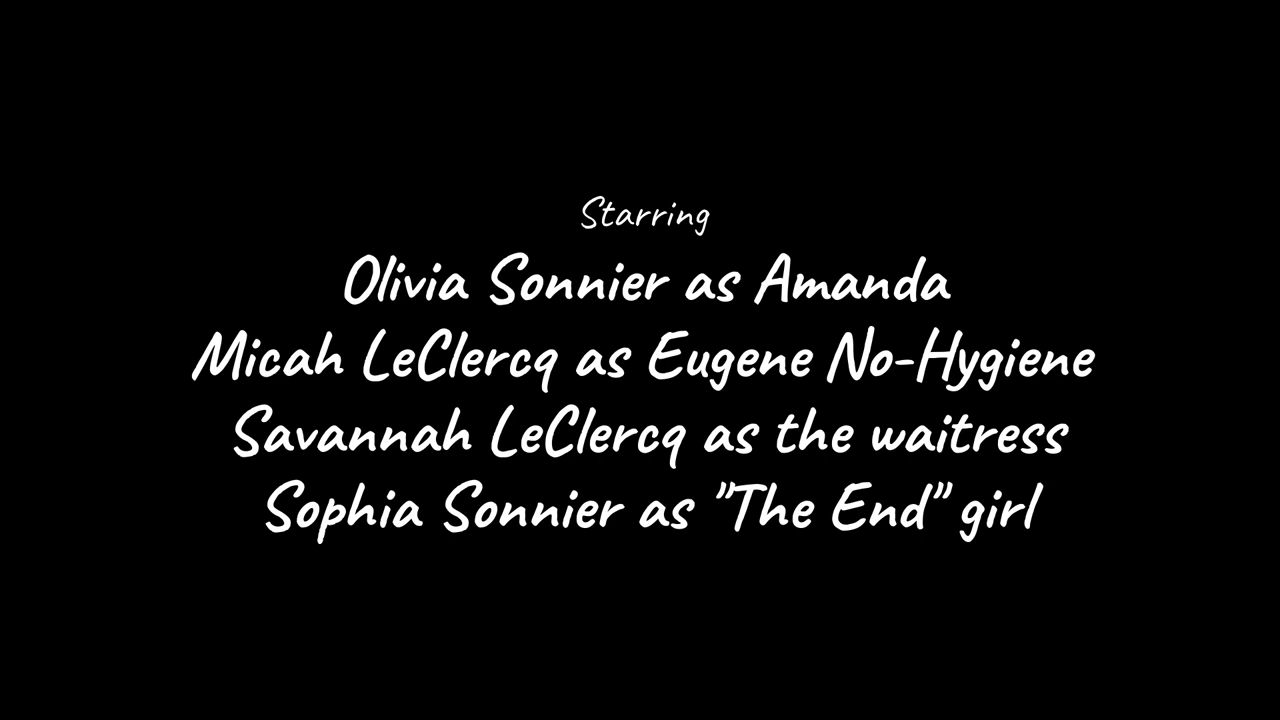 Starring
Olivia Sonnier as Amanda
Micah LeClercq as Eugene No-Hygiene
Savannah LeClercq as the waitress
Sophia Sonnier as "The End" girl